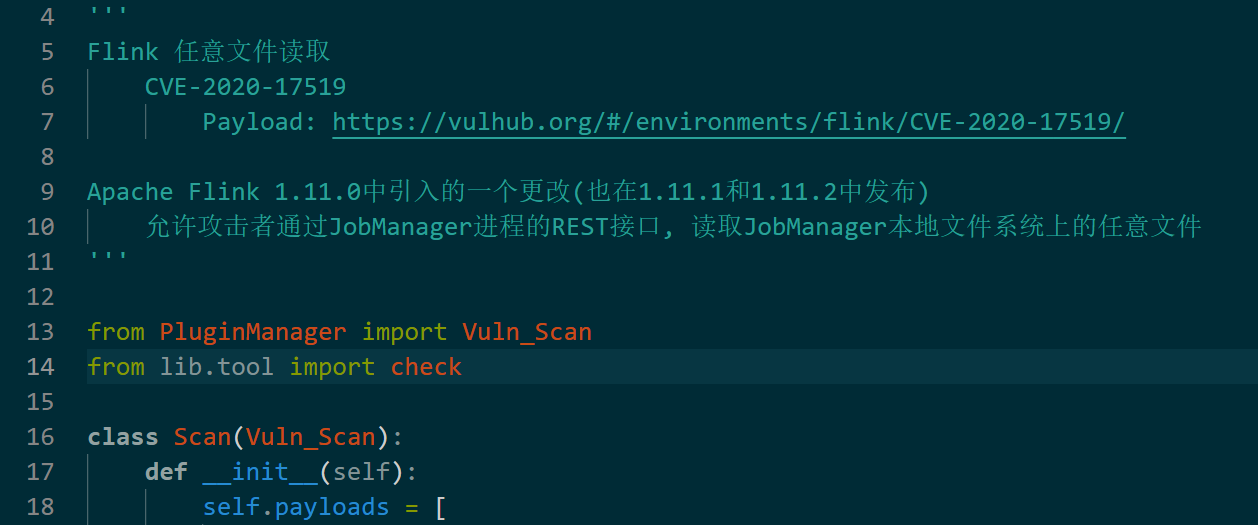 4 '''
5 Flink 任意文件读取
6 CVE-2020-17519
7 Payload: https://vulhub.org/#/environments/flink/CVE-2020-17519/
8
9 Apache Flink 1.11.0中引入的一个更改(也在1.11.1和1.11.2中发布)
10 允许攻击者通过JobManager进程的REST接口, 读取JobManager本地文件系统上的任意文件
11 '''
12
13 from PluginManager import Vuln_Scan
14 from lib.tool import check
15
16 class Scan(Vuln_Scan):
17 def __init__(self):
18 self.payloads = [